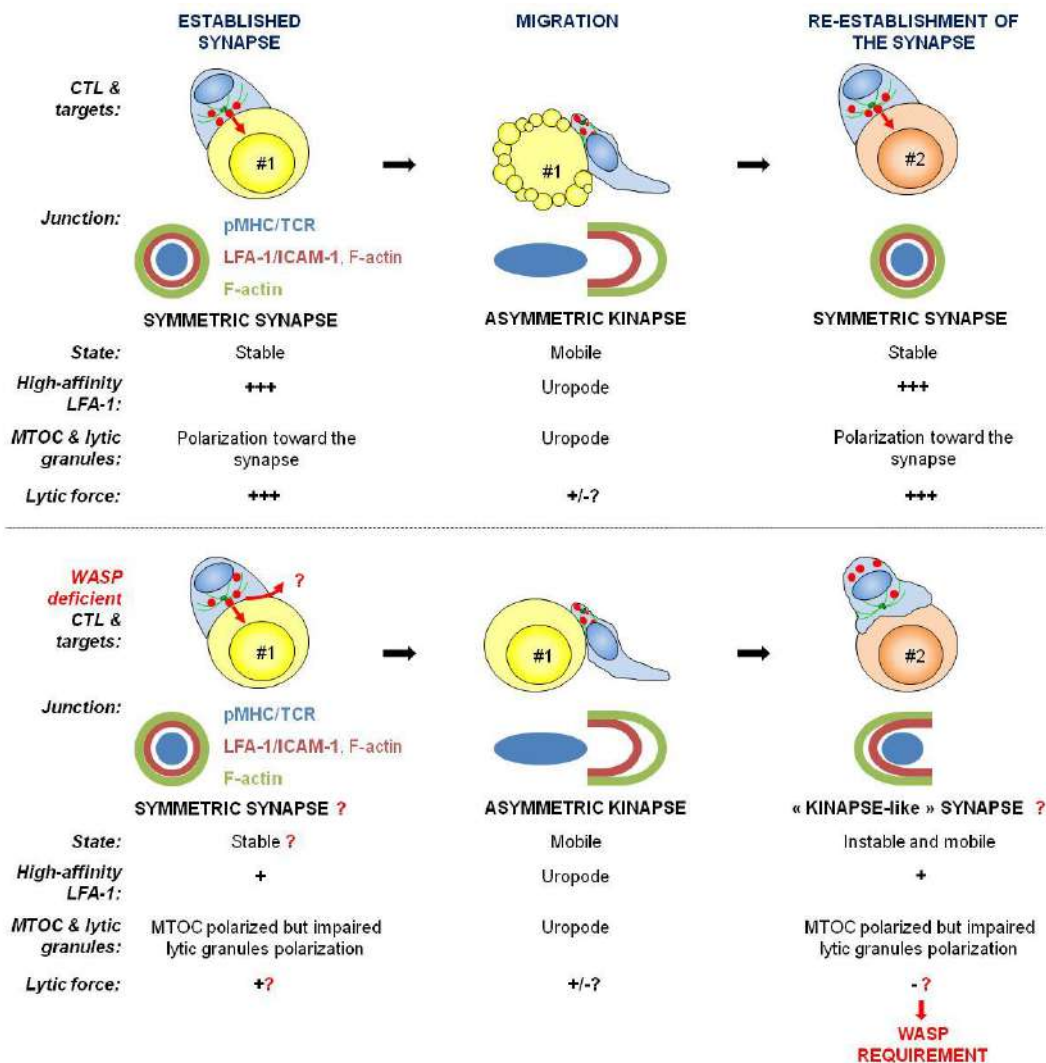 ESTABLISHED
SYNAPSE
MIGRATION
RE-ESTABLISHMENT OF
THE SYNAPSE
CTL &
targets:
#1
#1
#2
Junction:
pMHC/TCR
LFA-1/ICAM-1, F-actin
F-actin
SYMMETRIC SYNAPSE
ASYMMETRIC KINAPSE
SYMMETRIC SYNAPSE
State:
Stable
Mobile
Stable
High-affinity
LFA-1:
+++
Uropode
+++
MTOC & lytic
granules:
Polarization toward the
synapse
Uropode
Polarization toward the
synapse
Lytic force:
+++
+/-?
+++
WASP
deficient
CTL &
targets:
?
#1
#1
#2
Junction:
pMHC/TCR
LFA-1/ICAM-1, F-actin
F-actin
SYMMETRIC SYNAPSE ?
ASYMMETRIC KINAPSE
« KINAPSE-like » SYNAPSE ?
State:
Stable ?
Mobile
Instable and mobile
High-affinity
LFA-1:
+
Uropode
+
MTOC & lytic
granules:
MTOC polarized but impaired
lytic granules polarization
Uropode
MTOC polarized but impaired
lytic granules polarization
Lytic force:
+?
+/-?
- ?
WASP
REQUIREMENT